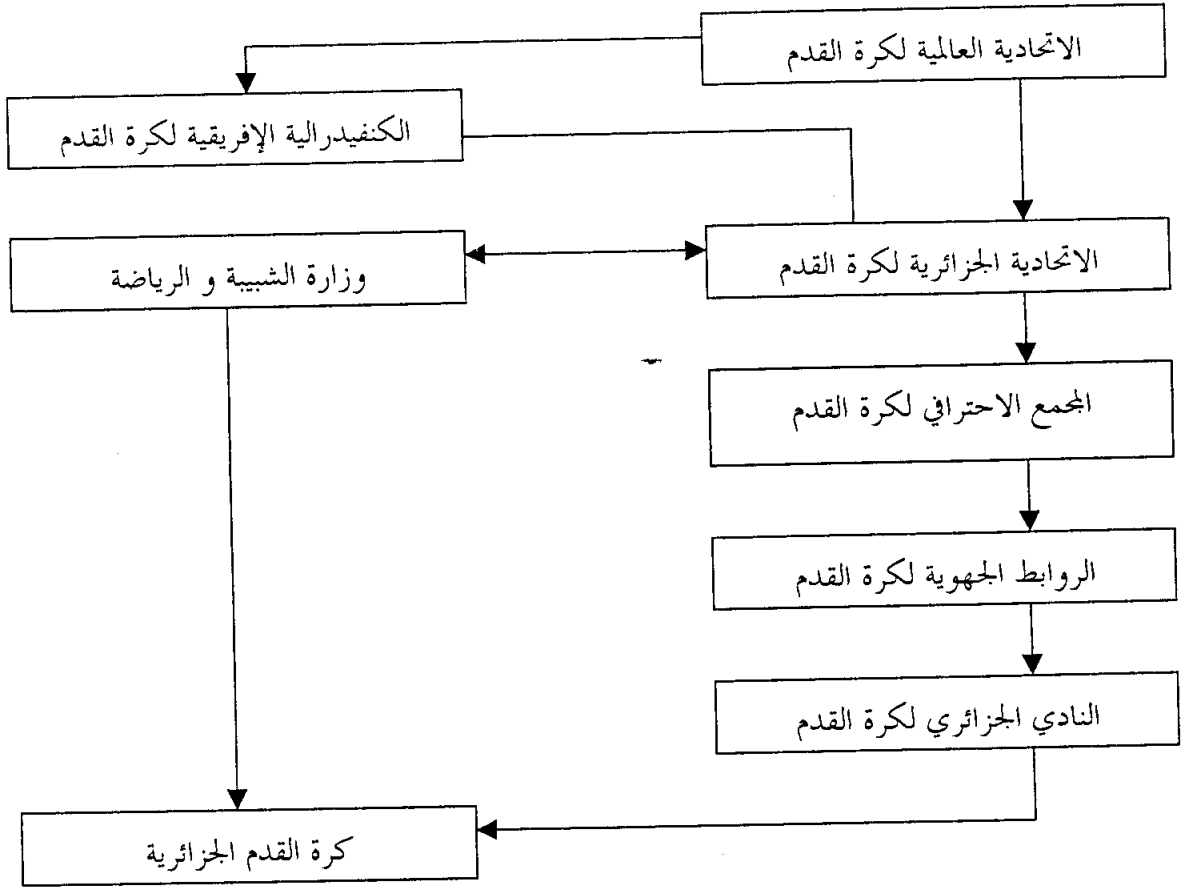 الاتحادية العالمية لكرة القدم
الكنفيدرالية الإفريقية لكرة القدم
الاتحادية الجزائرية لكرة القدم
وزارة الشبيبة و الرياضة
المجمع الاحترافي لكرة القدم
الروابط الجهوية لكرة القدم
النادي الجزائري لكرة القدم
كرة القدم الجزائرية